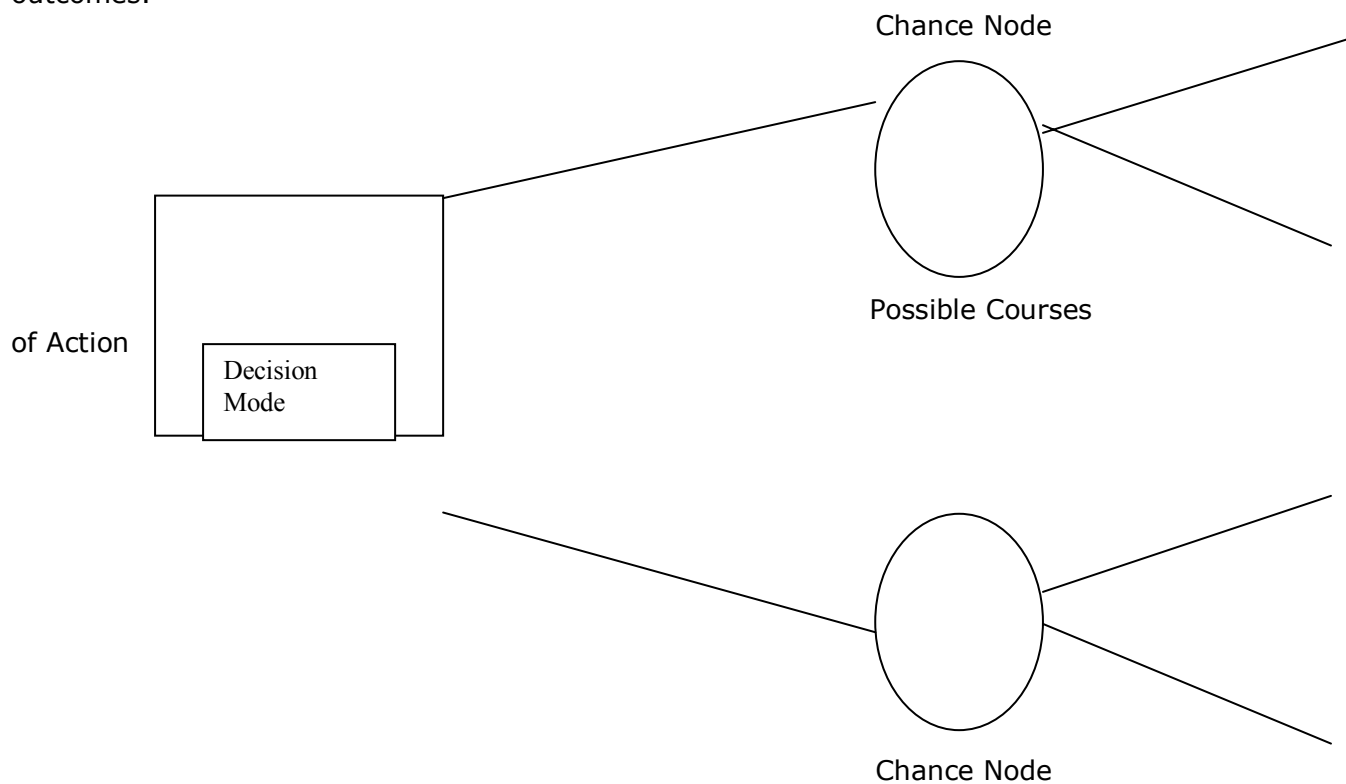 outcomes.
Chance Node
Possible Courses
of Action
Decision
Mode
Chance Node